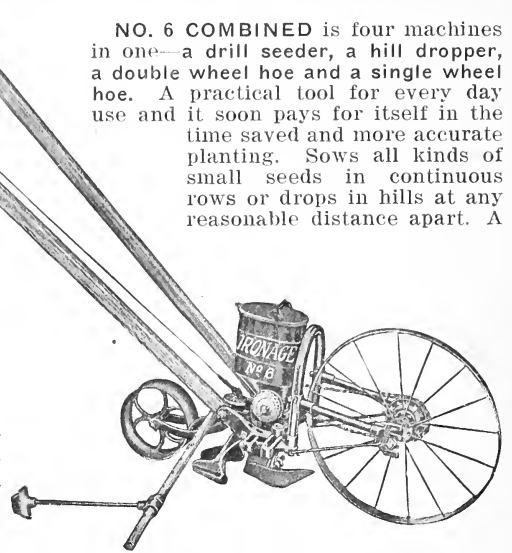 NO. 6 COMBINED is four machines
in one—a drill seeder, a hill dropper,
a double wheel hoe and a single wheel
hoe. A practical tool for every day
use and it soon pays for itself in the
time saved and more accurate
planting. Sows all kinds of
small seeds in continuous
rows or drops in hills at any
reasonable distance apart. A
IRONAGE
No 6